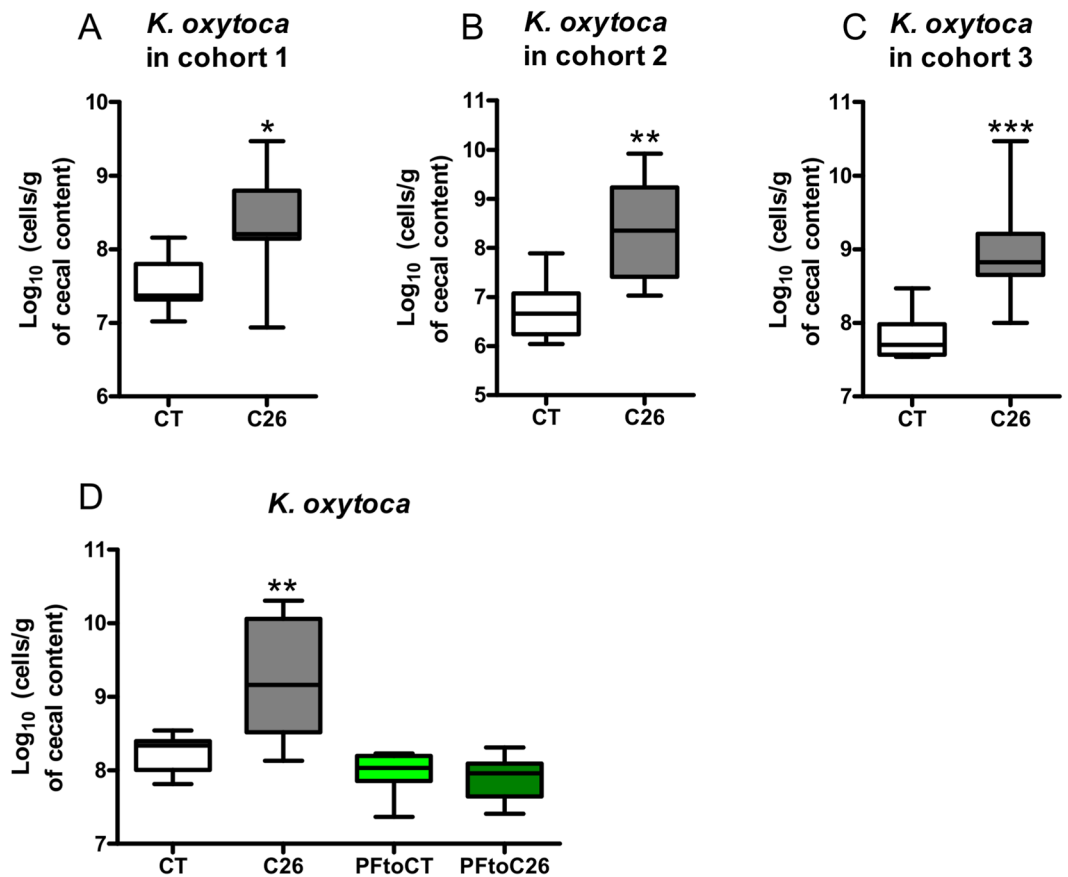 A
K. oxytoca
in cohort 1
Log10 (cells/g
of cecal content)
10
9
8
7
6
*
CT
C26
B
K. oxytoca
in cohort 2
Log10 (cells/g
of cecal content)
11
10
9
8
7
6
5
**
CT
C26
C
K. oxytoca
in cohort 3
Log10 (cells/g
of cecal content)
11
10
9
8
7
***
CT
C26
D
K. oxytoca
Log10 (cells/g
of cecal content)
11
10
9
8
7
**
CT
C26
PFtoCT
PFtoC26